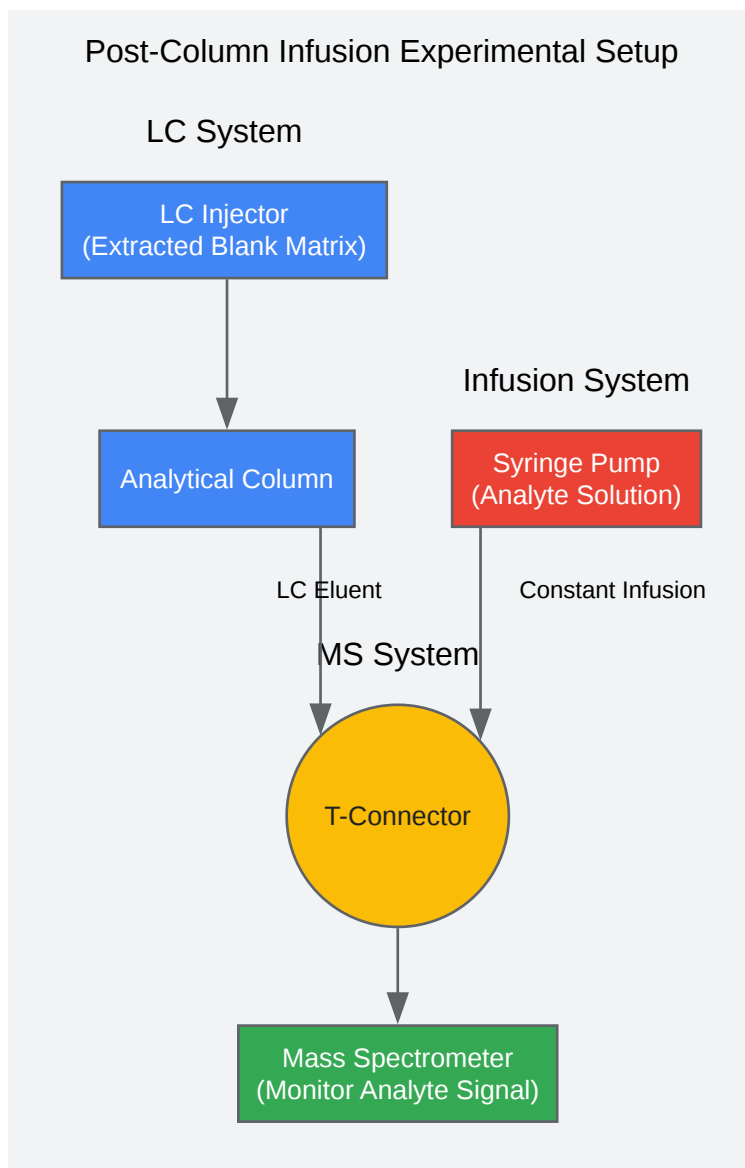 Post-Column Infusion Experimental Setup
LC System
LC Injector
(Extracted Blank Matrix)
Infusion System
Analytical Column
Syringe Pump
(Analyte Solution)
LC Eluent
Constant Infusion
MS System
T-Connector
Mass Spectrometer
(Monitor Analyte Signal)